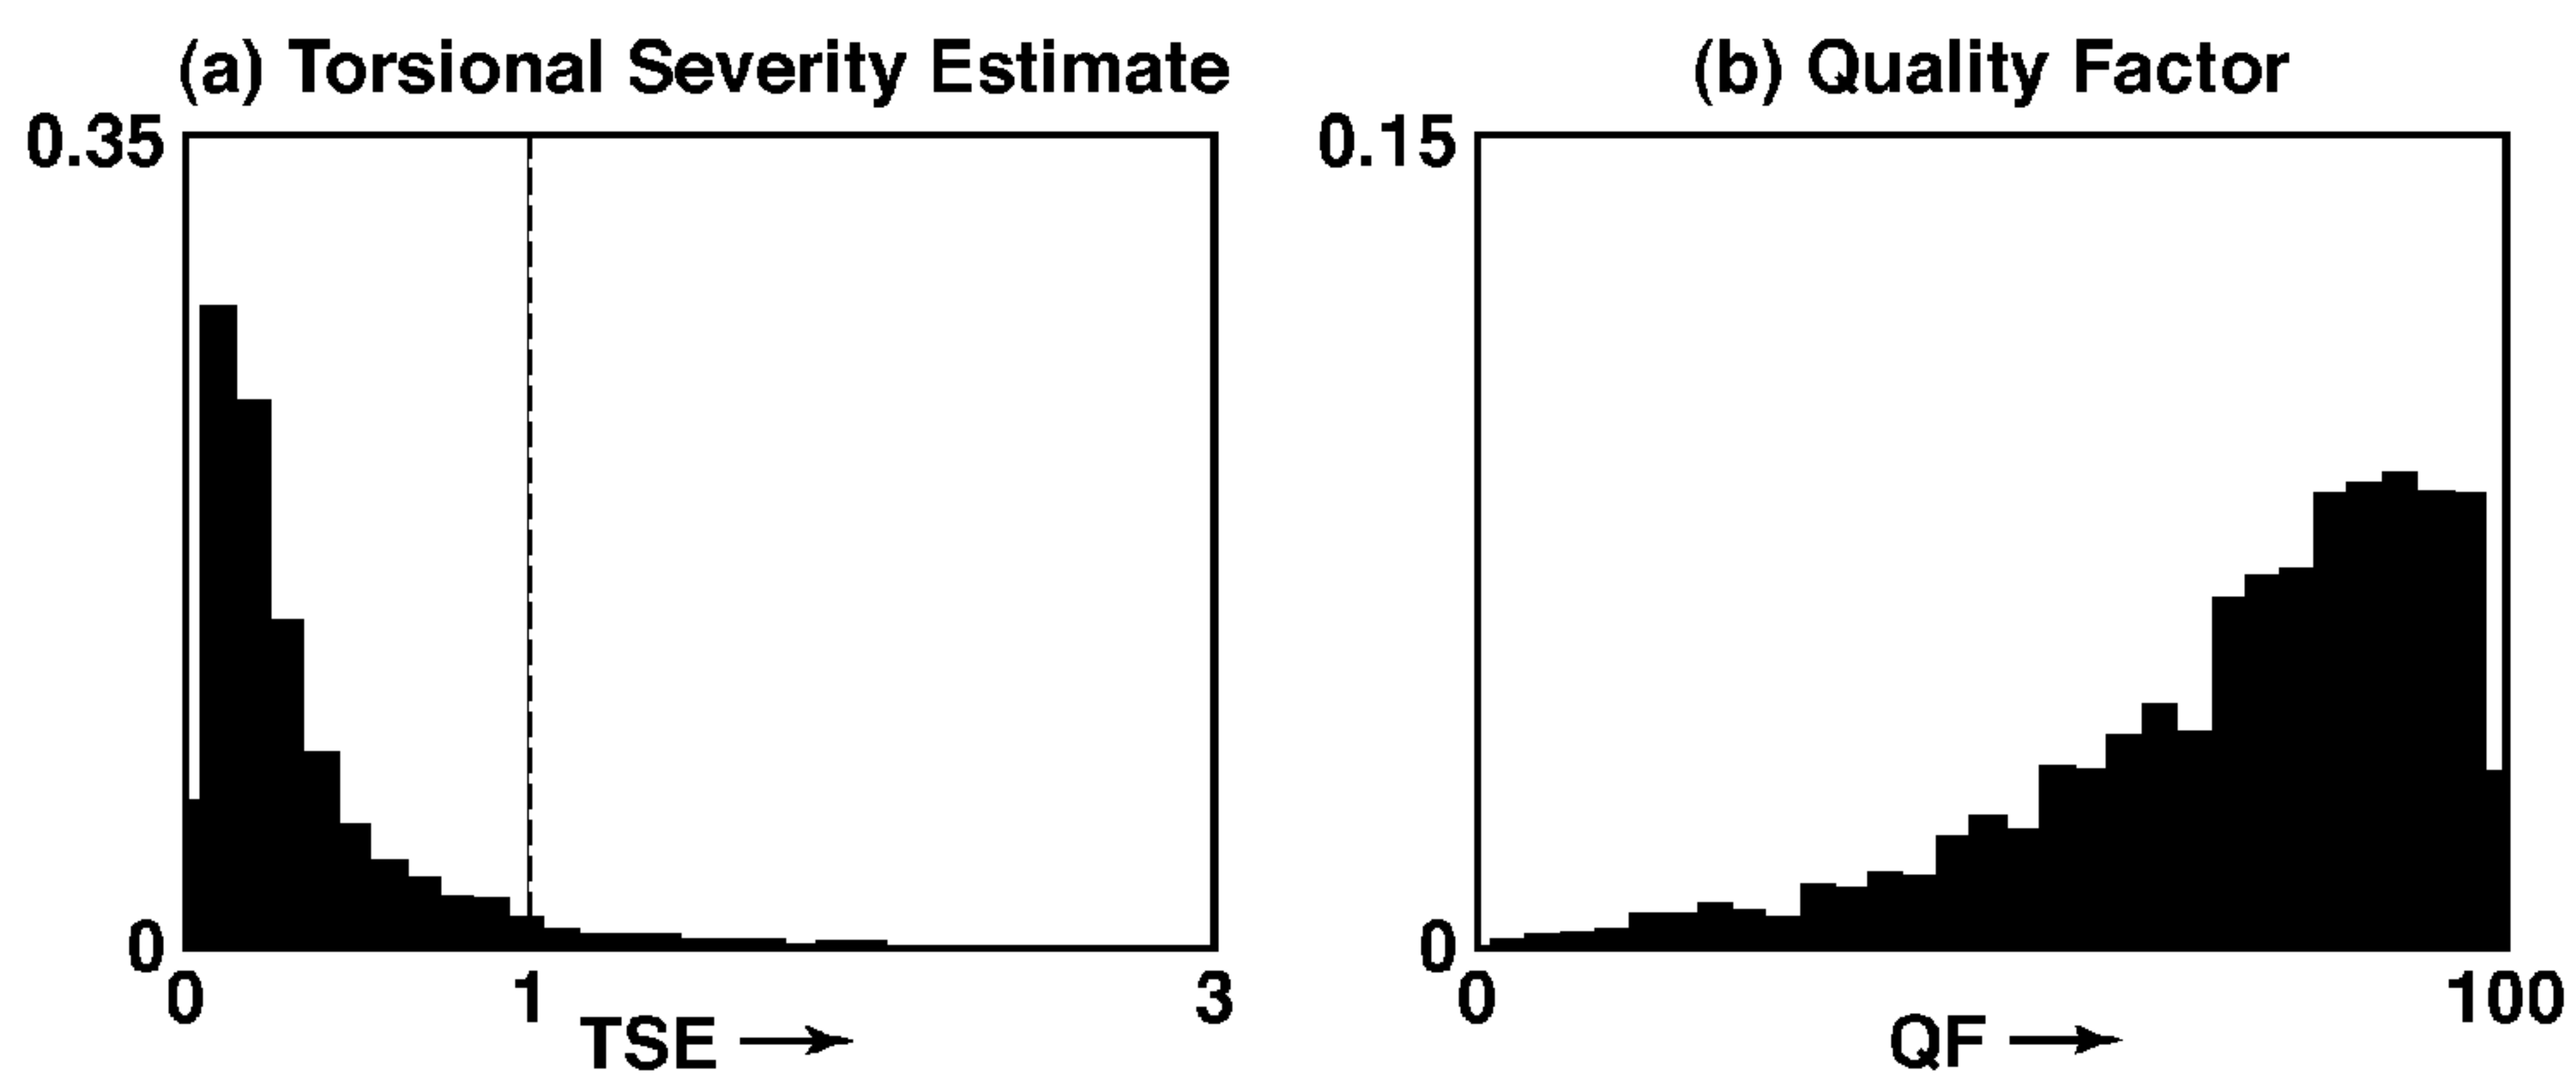 (a) Torsional Severity Estimate
0.35
0
0
1
3
TSE
(b) Quality Factor
0.15
0
0
100
QF